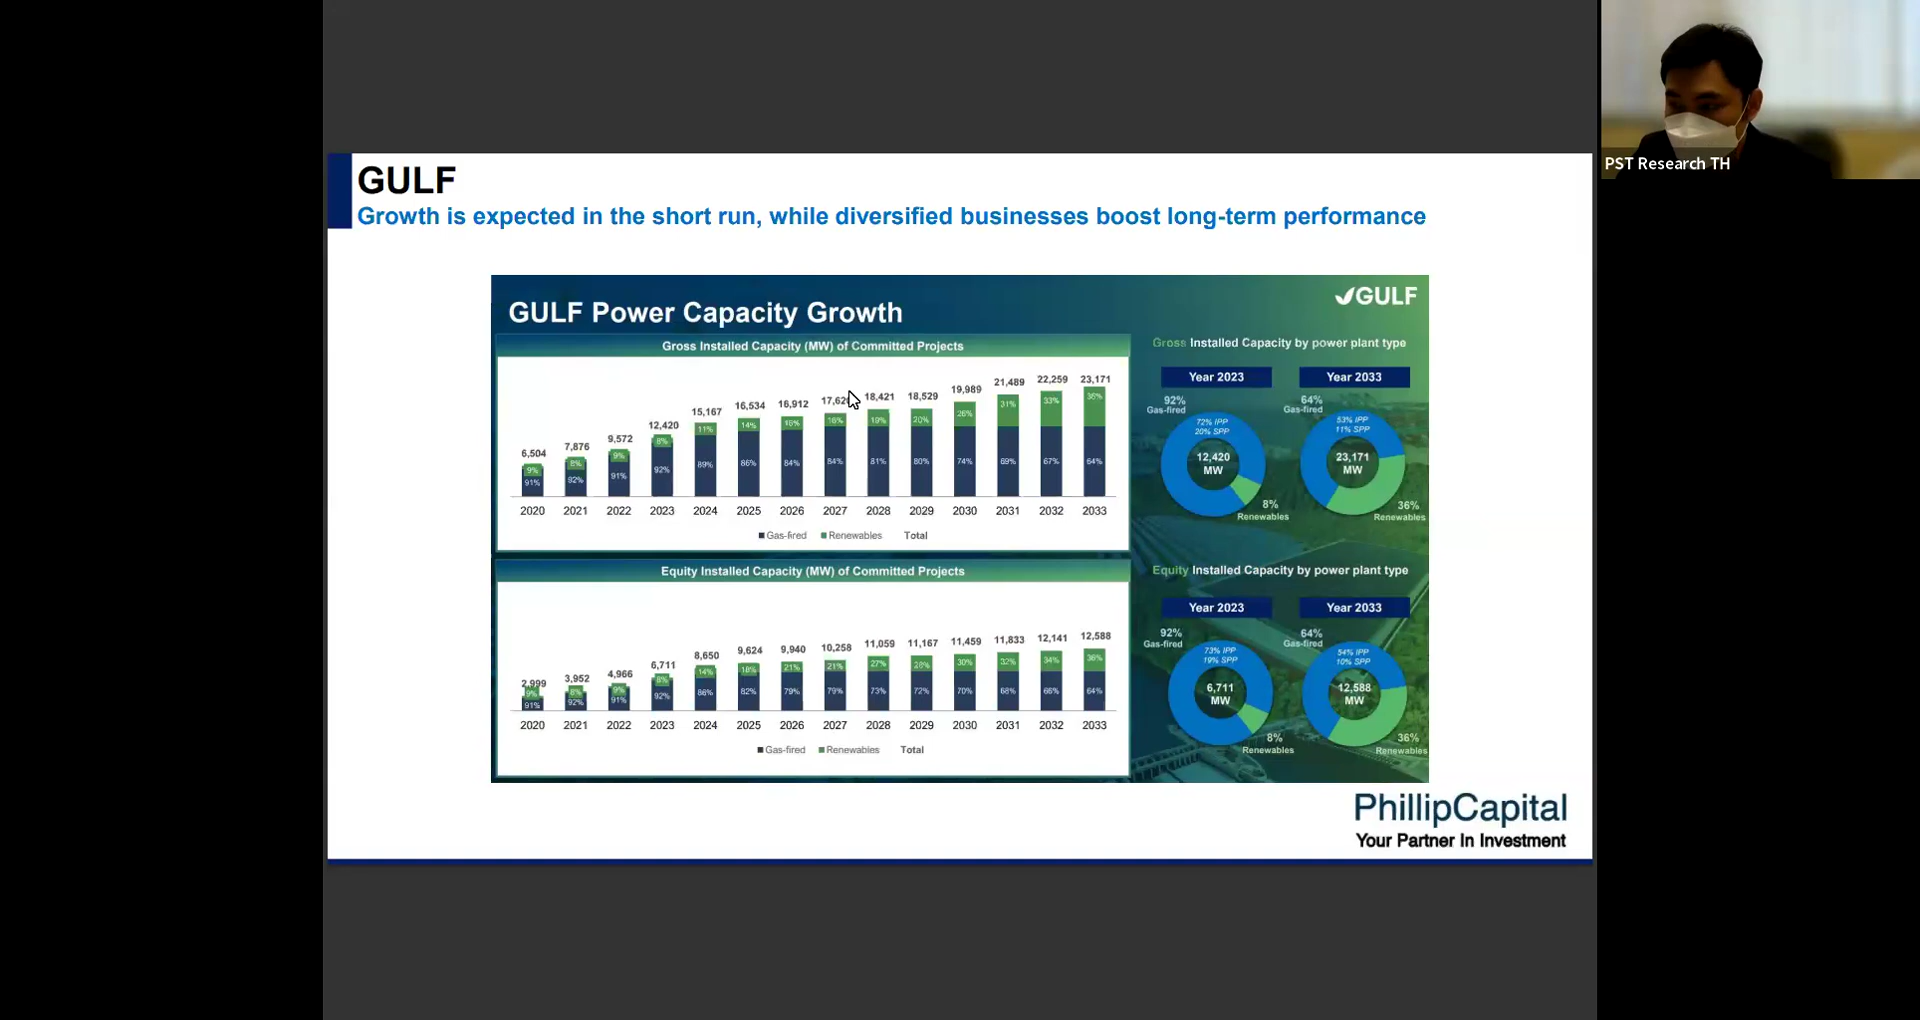 PST Research TH
GULF
Growth is expected in the short run, while diversified businesses boost long-term performance
GULF Power Capacity Growth
GULF
Gross Installed Capacity (MW) of Committed Projects
6,504 7,876 9,572 12,420 15,167 16,534 16,912 18,421 18,529 19,989 21,489 22,259 23,171
9% 8% 9% 8% 11% 14% 16% 16% 19% 20% 26% 31% 33% 36%
91% 92% 91% 92% 89% 86% 84% 84% 81% 80% 74% 69% 67% 64%
2020 2021 2022 2023 2024 2025 2026 2027 2028 2029 2030 2031 2032 2033
Gas-fired Renewables Total
Gross Installed Capacity by power plant type
Year 2023 Year 2033
92%
Gas-fired
72% IPP
20% SPP
12,420
MW
8%
Renewables
64%
Gas-fired
53% IPP
11% SPP
23,171
MW
36%
Renewables
Equity Installed Capacity (MW) of Committed Projects
2,999 3,952 4,966 6,711 8,650 9,624 9,940 10,258 11,059 11,167 11,459 11,833 12,141 12,588
9% 8% 9% 8% 14% 18% 21% 21% 27% 28% 30% 32% 34% 36%
91% 92% 91% 92% 86% 82% 79% 79% 73% 72% 70% 68% 66% 64%
2020 2021 2022 2023 2024 2025 2026 2027 2028 2029 2030 2031 2032 2033
Gas-fired Renewables Total
Equity Installed Capacity by power plant type
Year 2023 Year 2033
92%
Gas-fired
73% IPP
19% SPP
6,711
MW
8%
Renewables
64%
Gas-fired
54% IPP
10% SPP
12,588
MW
36%
Renewables
PhillipCapital
Your Partner In Investment